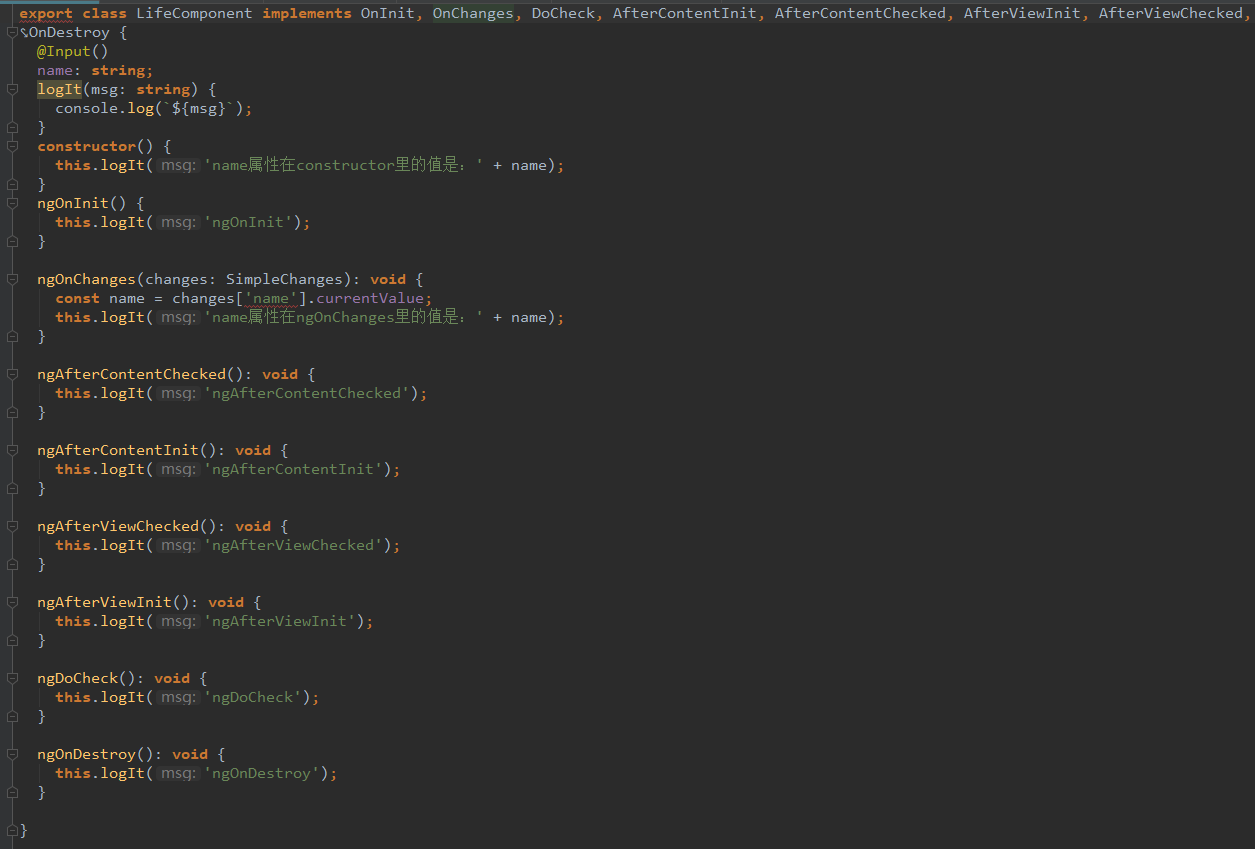 export class LifeComponent implements OnInit, OnChanges, DoCheck, AfterContentInit, AfterContentChecked, AfterViewInit, AfterViewChecked,
OnDestroy {
@Input()
name: string;
logIt(msg: string) {
console.log(`${msg}`);
}
constructor() {
this.logIt( msg: 'name属性在constructor里的值是：' + name);
}
ngOnInit() {
this.logIt( msg: 'ngOnInit');
}
ngOnChanges(changes: SimpleChanges): void {
const name = changes['name'].currentValue;
this.logIt( msg: 'name属性在ngOnChanges里的值是：' + name);
}
ngAfterContentChecked(): void {
this.logIt( msg: 'ngAfterContentChecked');
}
ngAfterContentInit(): void {
this.logIt( msg: 'ngAfterContentInit');
}
ngAfterViewChecked(): void {
this.logIt( msg: 'ngAfterViewChecked');
}
ngAfterViewInit(): void {
this.logIt( msg: 'ngAfterViewInit');
}
ngDoCheck(): void {
this.logIt( msg: 'ngDoCheck');
}
ngOnDestroy(): void {
this.logIt( msg: 'ngOnDestroy');
}
}